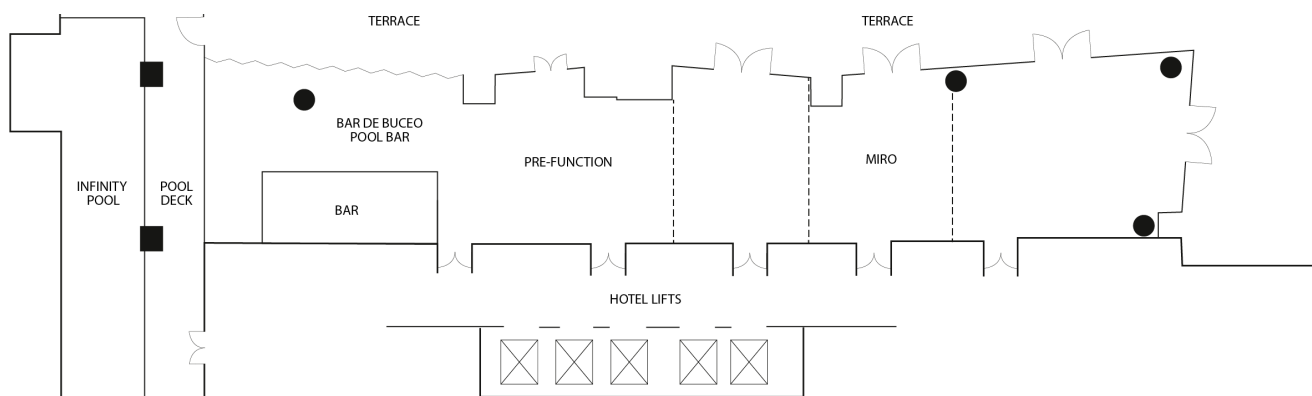 TERRACE
TERRACE
BAR DE BUCEO
POOL BAR
PRE-FUNCTION
MIRO
INFINITY
POOL
POOL
DECK
BAR
HOTEL LIFTS